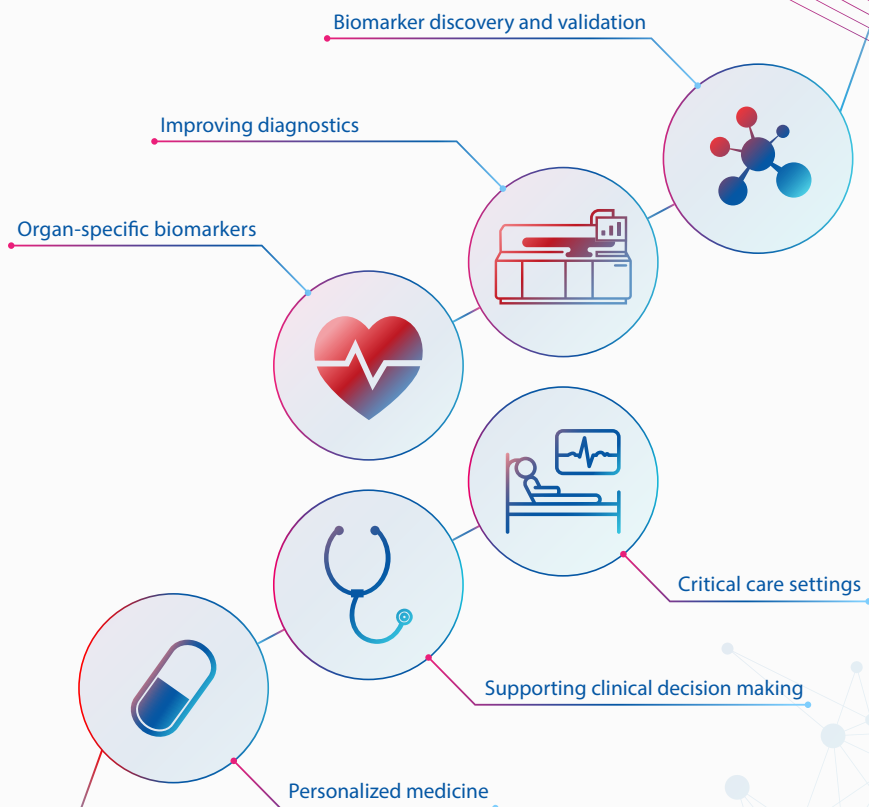 Biomarker discovery and validation
Improving diagnostics
Organ-specific biomarkers
Critical care settings
Supporting clinical decision making
Personalized medicine